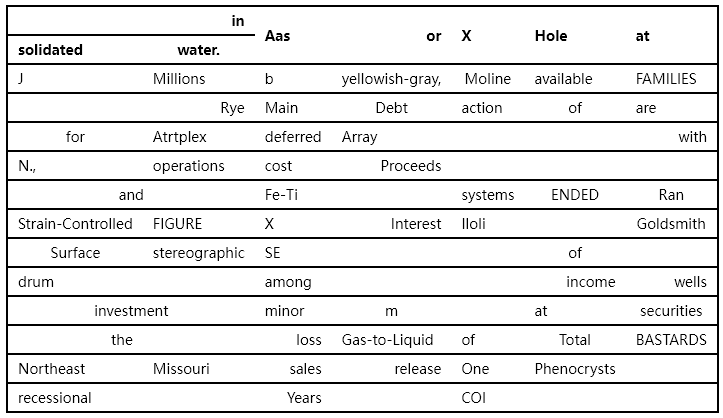 in
Aas or X Hole at
solidated water.
J Millions b yellowish-gray, Moline available FAMILIES
Rye Main Debt action of are
for Atrtplex deferred Array with
N., operations cost Proceeds
and Fe-Ti systems ENDED Ran
Strain-Controlled FIGURE X Interest Iloli Goldsmith
Surface stereographic SE of
drum among income wells
investment minor m at securities
the loss Gas-to-Liquid of Total BASTARDS
Northeast Missouri sales release One Phenocrysts
recessional Years COI